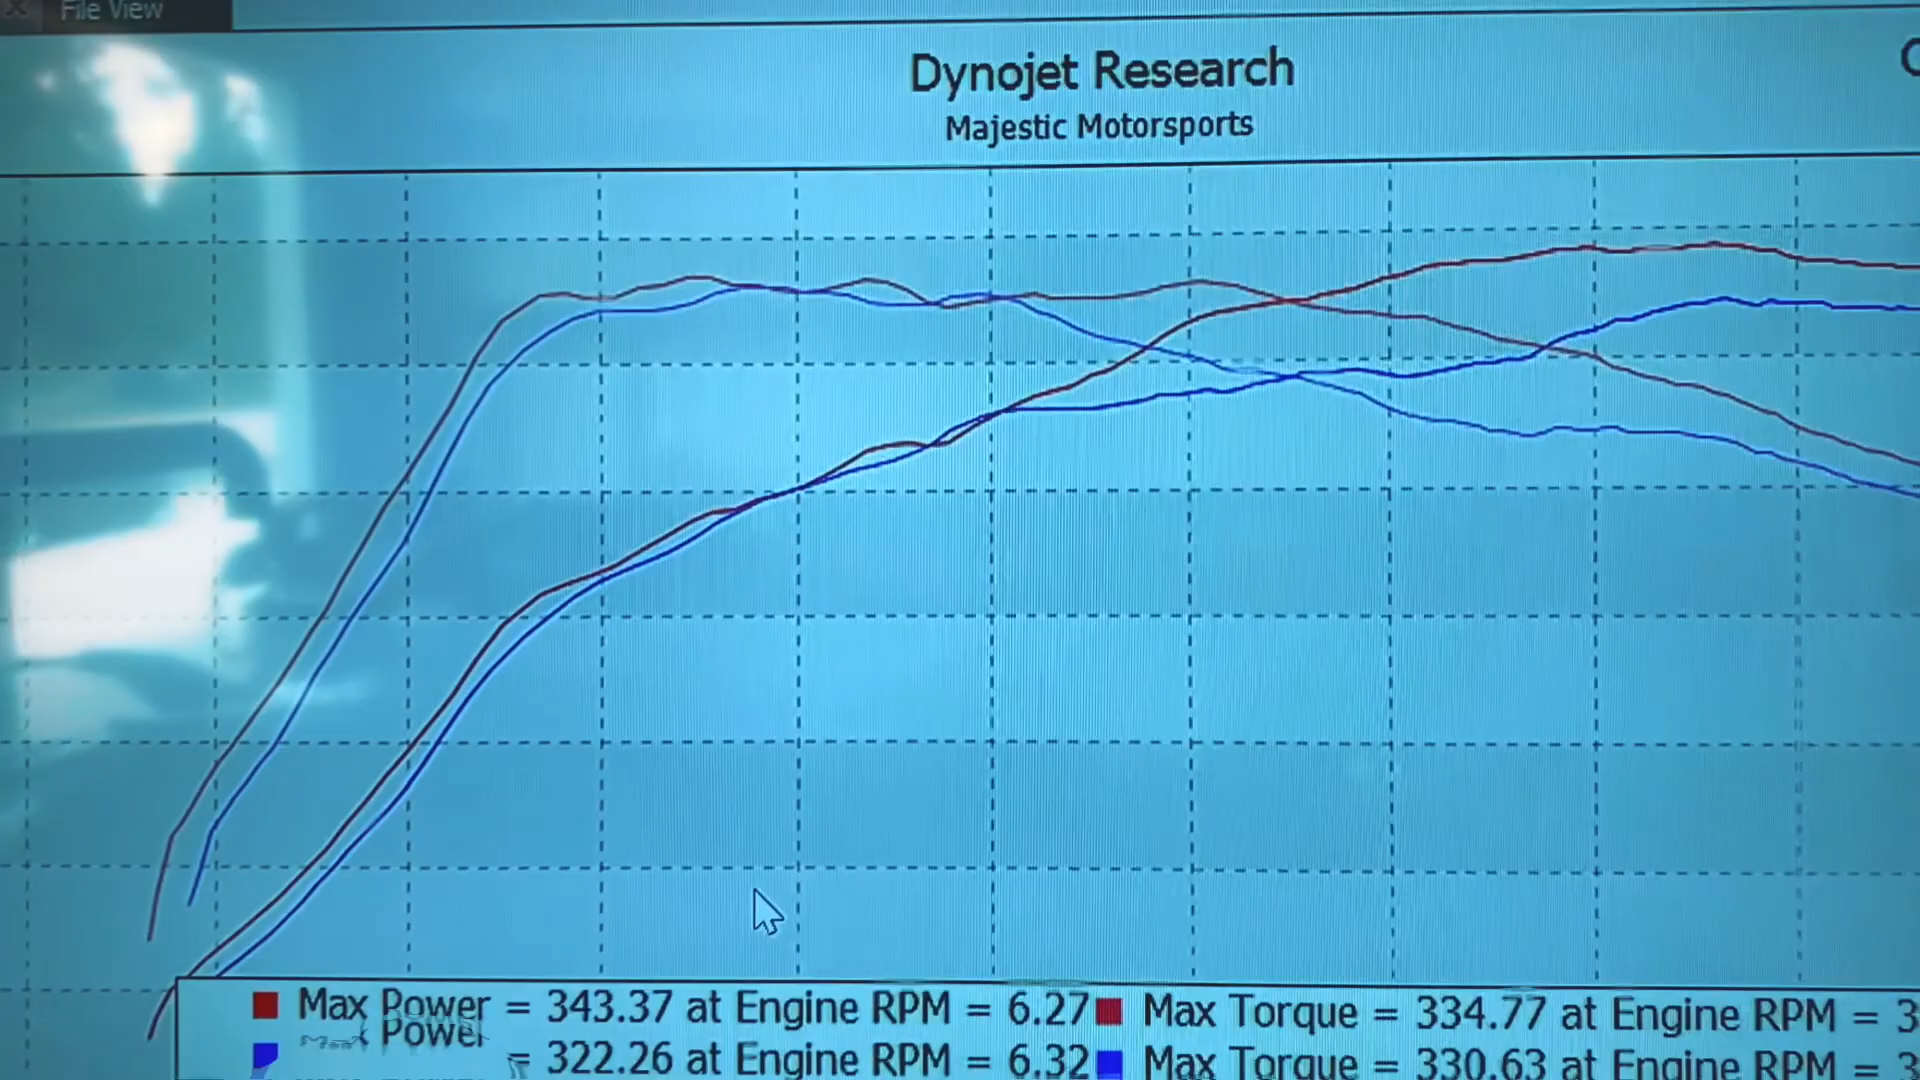 File View
Dynojet Research
Majestic Motorsports
Max Power = 343.37 at Engine RPM = 6.27
Max Torque = 334.77 at Engine RPM = 3
Power = 322.26 at Engine RPM = 6.32
Max Torque = 330.63 at Engine RPM = 3